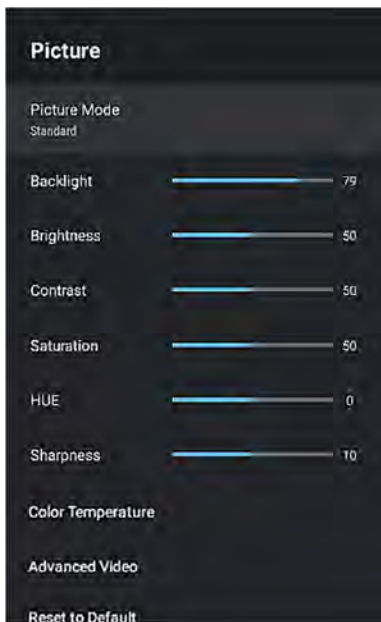 Picture
Picture Mode
Standard
Backlight 79
Brightness 50
Contrast 50
Saturation 50
HUE 0
Sharpness 10
Color Temperature
Advanced Video
Reset to Default